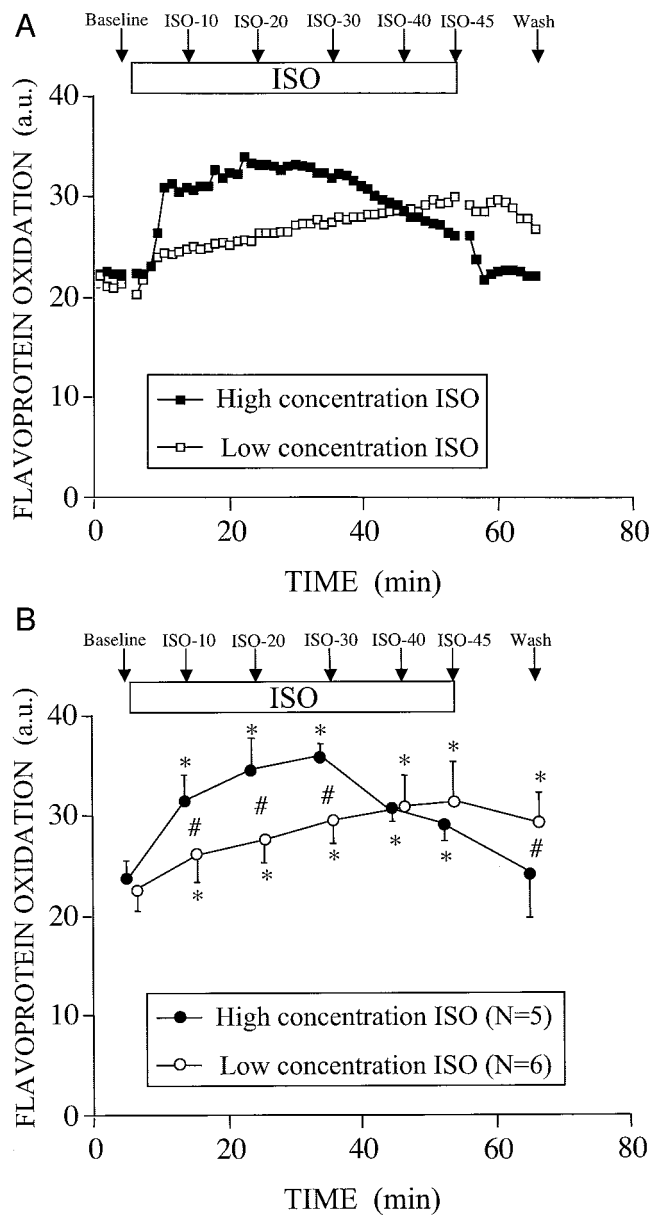 A
Baseline ISO-10 ISO-20 ISO-30 ISO-40 ISO-45 Wash
ISO
FLAVOPROTEIN OXIDATION (a.u.)
40
30
20
10
0
High concentration ISO
Low concentration ISO
0 20 40 60 80
TIME (min)
B
Baseline ISO-10 ISO-20 ISO-30 ISO-40 ISO-45 Wash
ISO
FLAVOPROTEIN OXIDATION (a.u.)
40
* * * * * *
30
# # # #
* * * * *
20
High concentration ISO (N=5)
Low concentration ISO (N=6)
10
0
0 20 40 60 80
TIME (min)